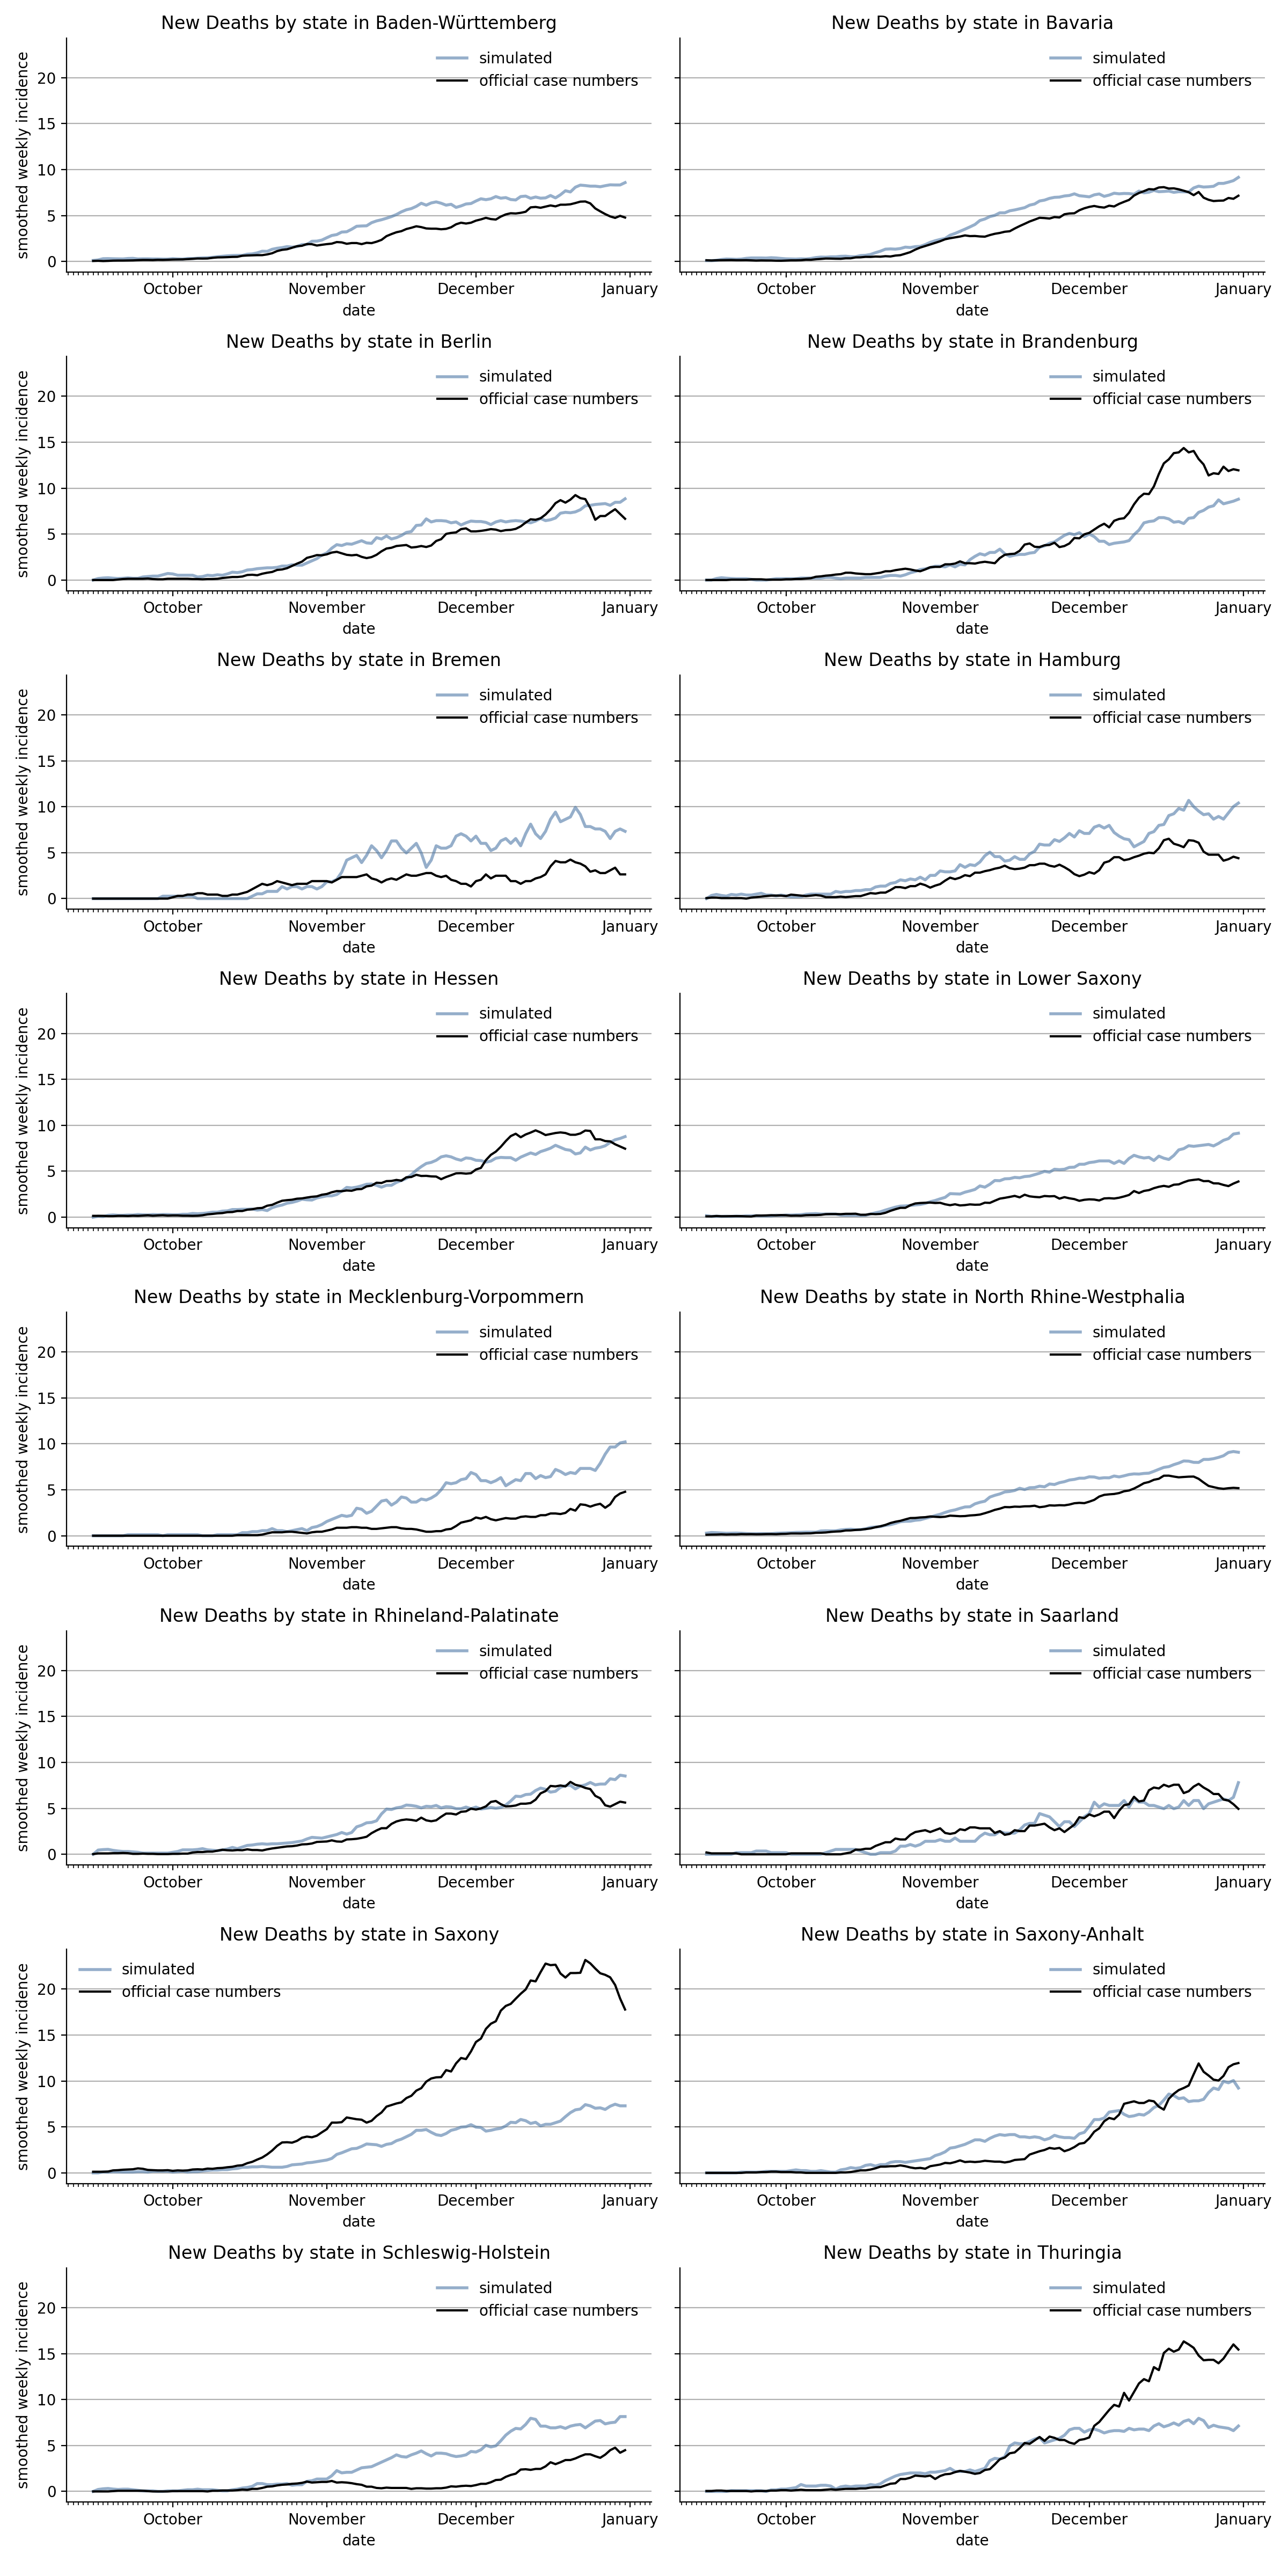 New Deaths by state in Baden-Württemberg
New Deaths by state in Bavaria
smoothed weekly incidence
20
15
10
5
0
simulated
official case numbers
October
November
December
January
date
simulated
official case numbers
October
November
December
January
date
New Deaths by state in Berlin
New Deaths by state in Brandenburg
smoothed weekly incidence
20
15
10
5
0
simulated
official case numbers
October
November
December
January
date
simulated
official case numbers
October
November
December
January
date
New Deaths by state in Bremen
New Deaths by state in Hamburg
smoothed weekly incidence
20
15
10
5
0
simulated
official case numbers
October
November
December
January
date
simulated
official case numbers
October
November
December
January
date
New Deaths by state in Hessen
New Deaths by state in Lower Saxony
smoothed weekly incidence
20
15
10
5
0
simulated
official case numbers
October
November
December
January
date
simulated
official case numbers
October
November
December
January
date
New Deaths by state in Mecklenburg-Vorpommern
New Deaths by state in North Rhine-Westphalia
smoothed weekly incidence
20
15
10
5
0
simulated
official case numbers
October
November
December
January
date
simulated
official case numbers
October
November
December
January
date
New Deaths by state in Rhineland-Palatinate
New Deaths by state in Saarland
smoothed weekly incidence
20
15
10
5
0
simulated
official case numbers
October
November
December
January
date
simulated
official case numbers
October
November
December
January
date
New Deaths by state in Saxony
New Deaths by state in Saxony-Anhalt
smoothed weekly incidence
20
15
10
5
0
simulated
official case numbers
October
November
December
January
date
simulated
official case numbers
October
November
December
January
date
New Deaths by state in Schleswig-Holstein
New Deaths by state in Thuringia
smoothed weekly incidence
20
15
10
5
0
simulated
official case numbers
October
November
December
January
date
simulated
official case numbers
October
November
December
January
date